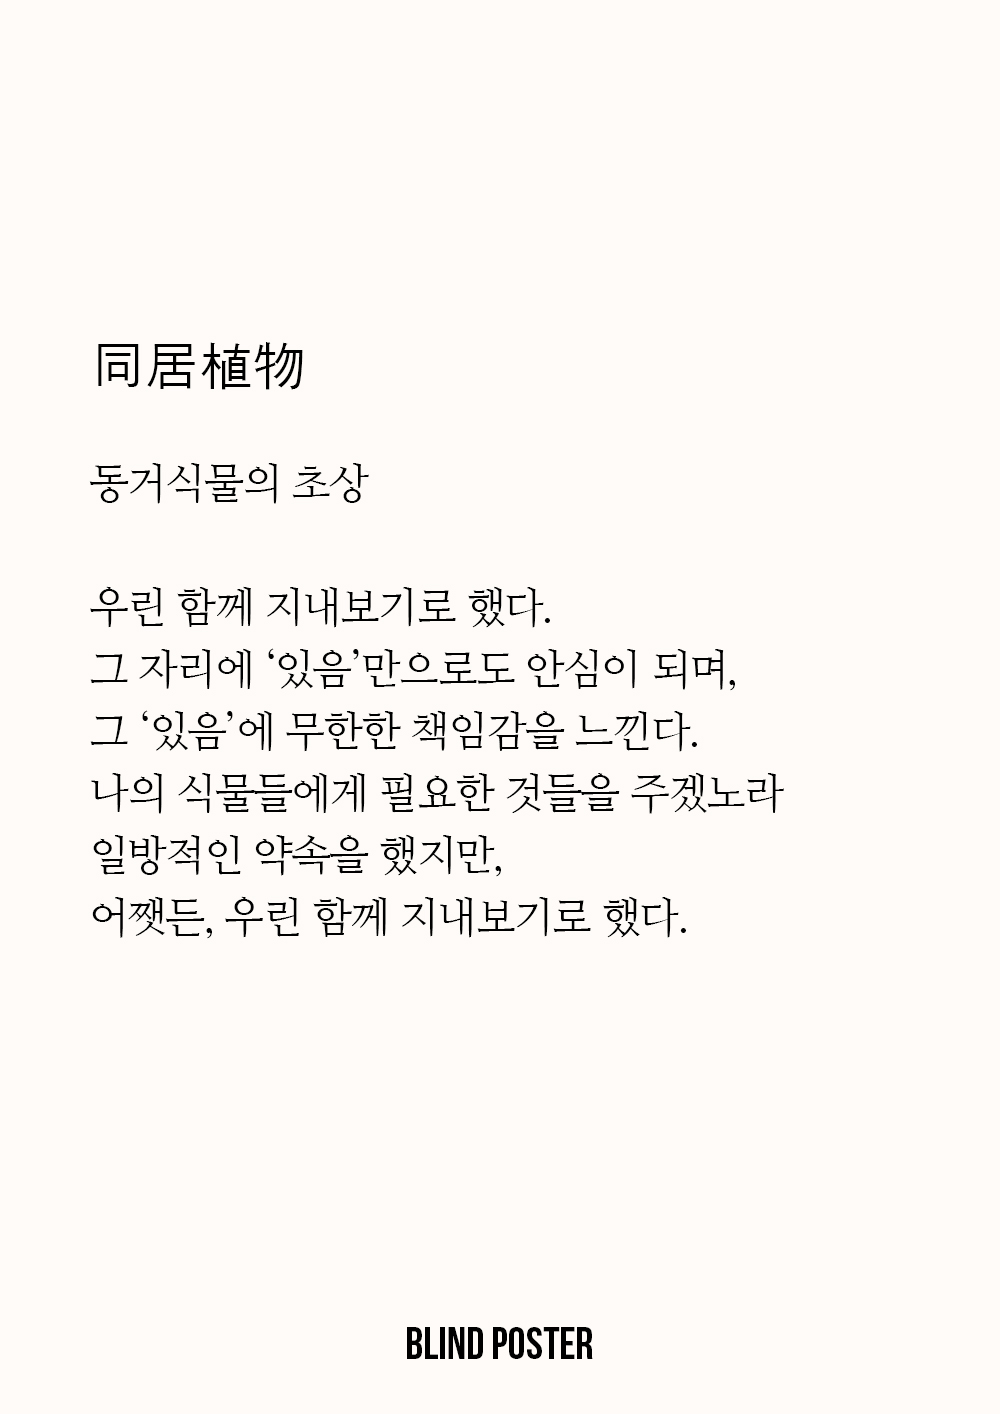 同居植物
동거식물의 초상
우린 함께 지내보기로 했다.
그 자리에 ‘있음’만으로도 안심이 되며,
그 ‘있음’에 무한한 책임감을 느낀다.
나의 식물들에게 필요한 것들을 주겠노라
일방적인 약속을 했지만,
어쨋든, 우린 함께 지내보기로 했다.
BLIND POSTER